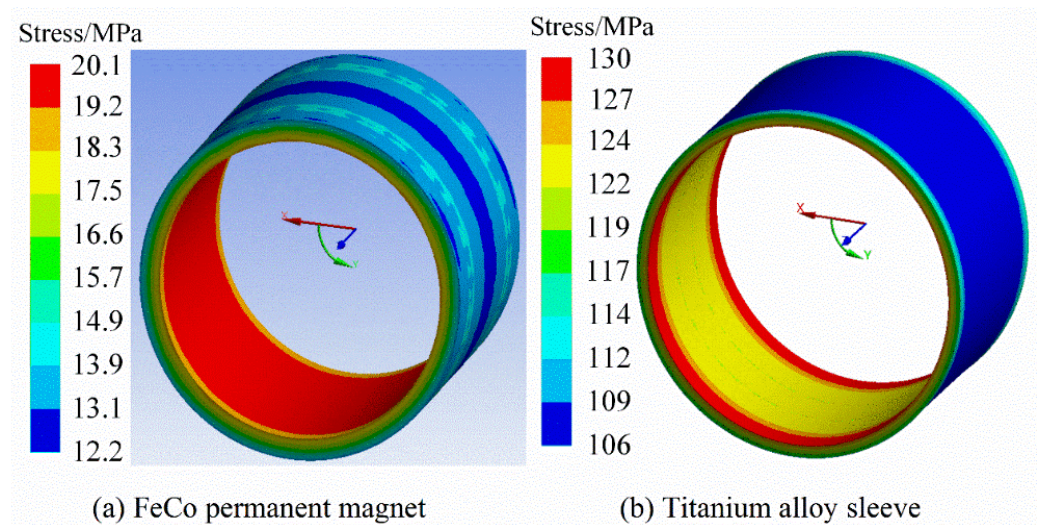 Stress/MPa
20.1
19.2
18.3
17.5
16.6
15.7
14.9
13.9
13.1
12.2
X
Y
(a) FeCo permanent magnet
Stress/MPa
130
127
124
122
119
117
114
112
109
106
X
Z
Y
(b) Titanium alloy sleeve